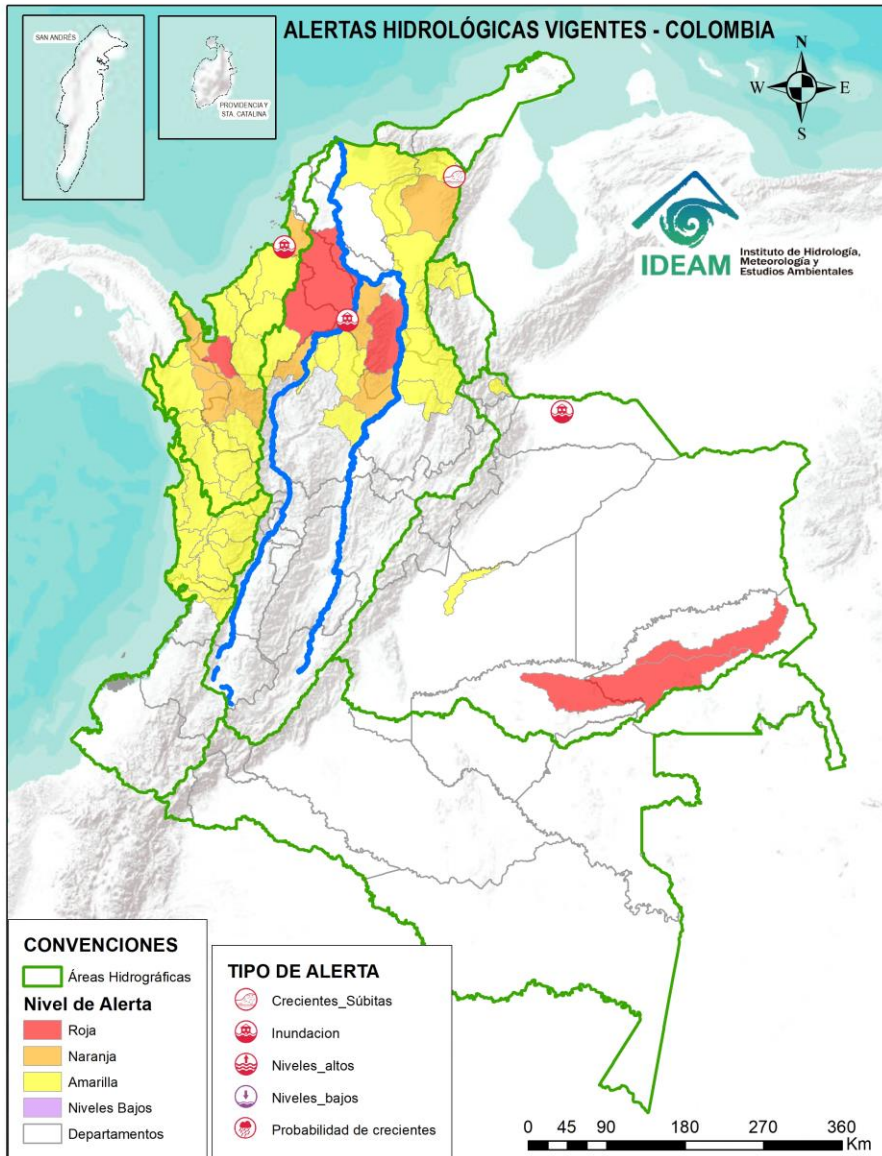 ALERTAS HIDROLÓGICAS VIGENTES - COLOMBIA
SAN ANDRÉS
PROVIDENCIA Y
STA. CATALINA
N
W E
S
IDEAM
Instituto de Hidrología,
Meteorología y
Estudios Ambientales
CONVENCIONES
Áreas Hidrográficas
Nivel de Alerta
Roja
Naranja
Amarilla
Niveles Bajos
Departamentos
TIPO DE ALERTA
Crecientes_Súbitas
Inundacion
Niveles_altos
Niveles_bajos
Probabilidad de crecientes
0 45 90 180 270 360
Km